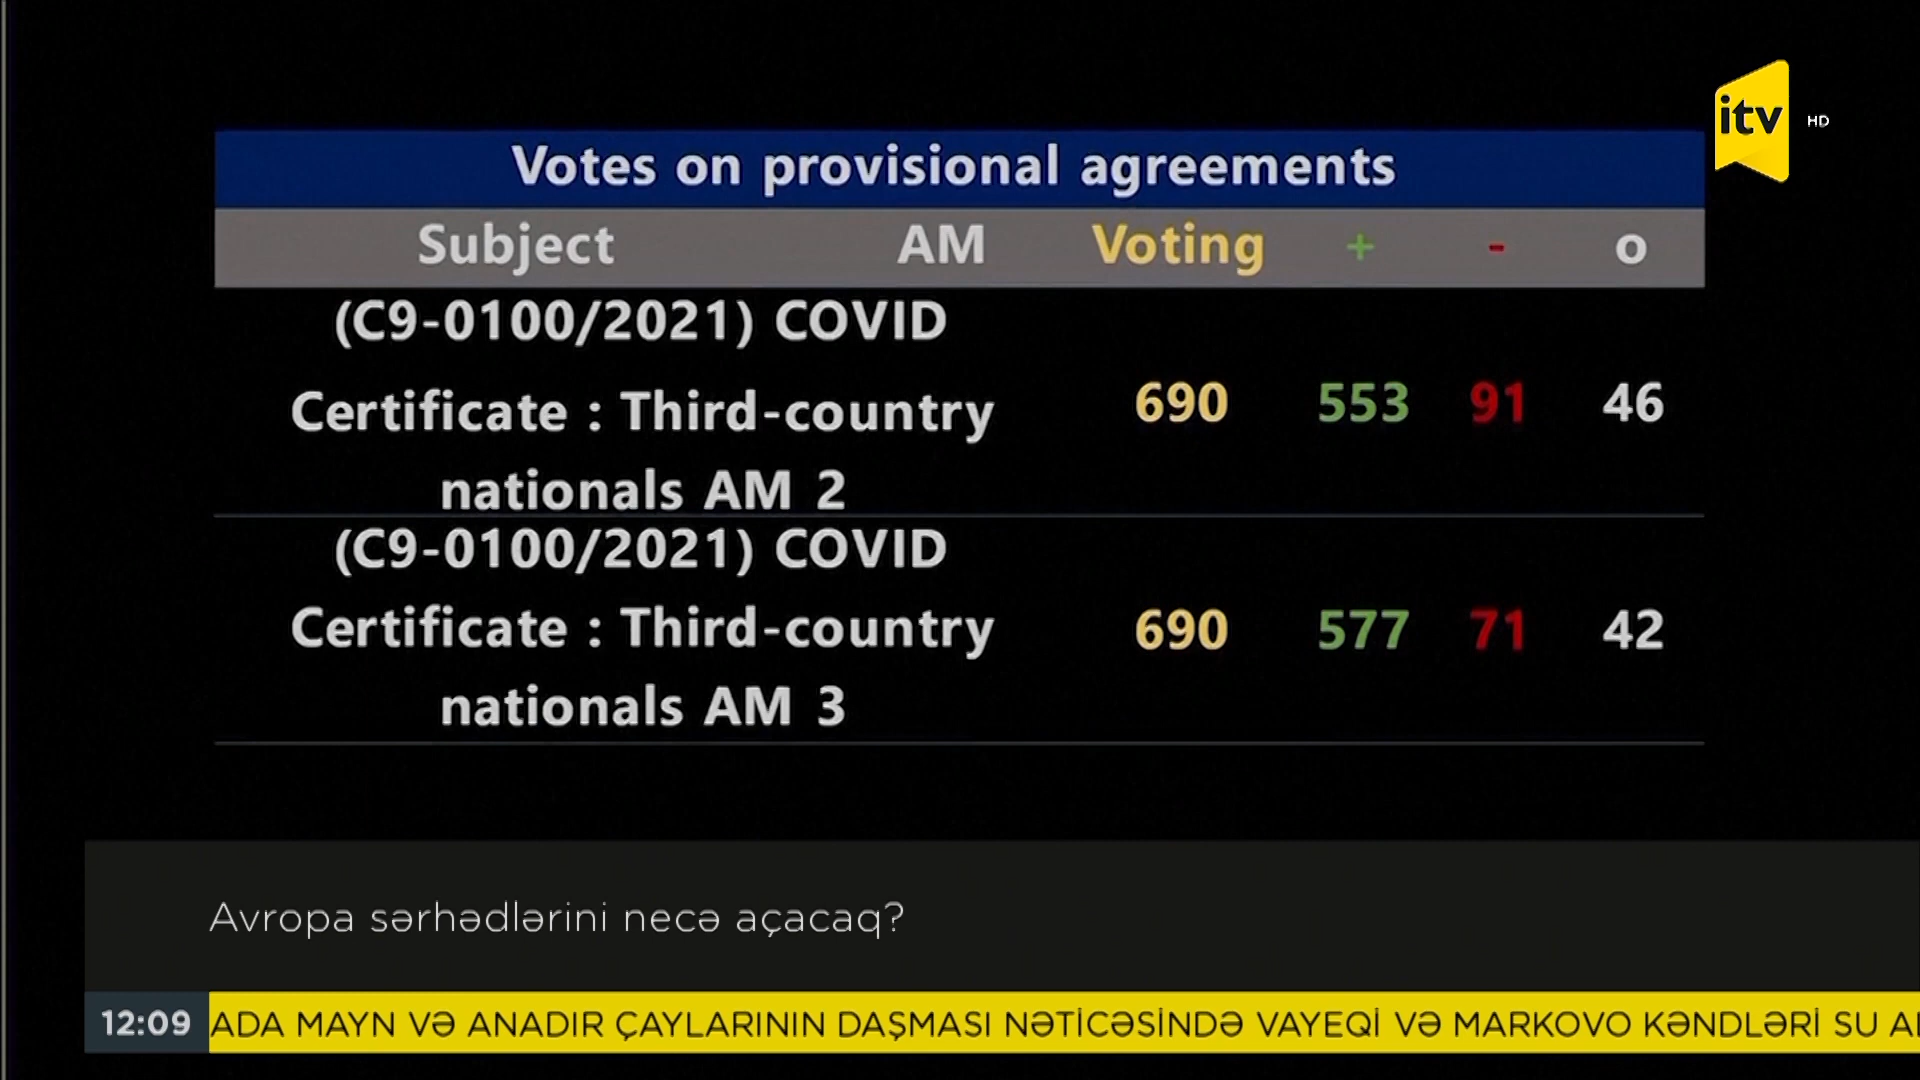 itv HD
Votes on provisional agreements
Subject AM Voting + - o
(C9-0100/2021) COVID
Certificate : Third-country
nationals AM 2
690 553 91 46
(C9-0100/2021) COVID
Certificate : Third-country
nationals AM 3
690 577 71 42
Avropa sərhədlərini necə açacaq?
12:09 ADA MAYN VƏ ANADIR ÇAYLARININ DAŞMASI NƏTİCƏSİNDƏ VAYEQİ VƏ MARKOVO KƏNDLƏRİ SU